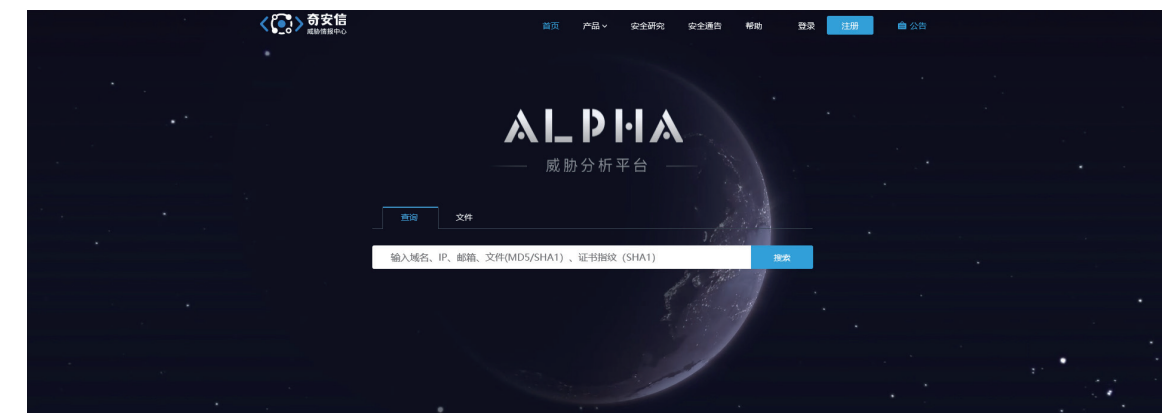 奇安信
威胁情报中心
首页 产品 安全研究 安全通告 帮助 登录 注册 公告
ALPHA
威胁分析平台
查询 文件
输入域名、IP、邮箱、文件(MD5/SHA1) 、证书指纹 (SHA1) 搜索